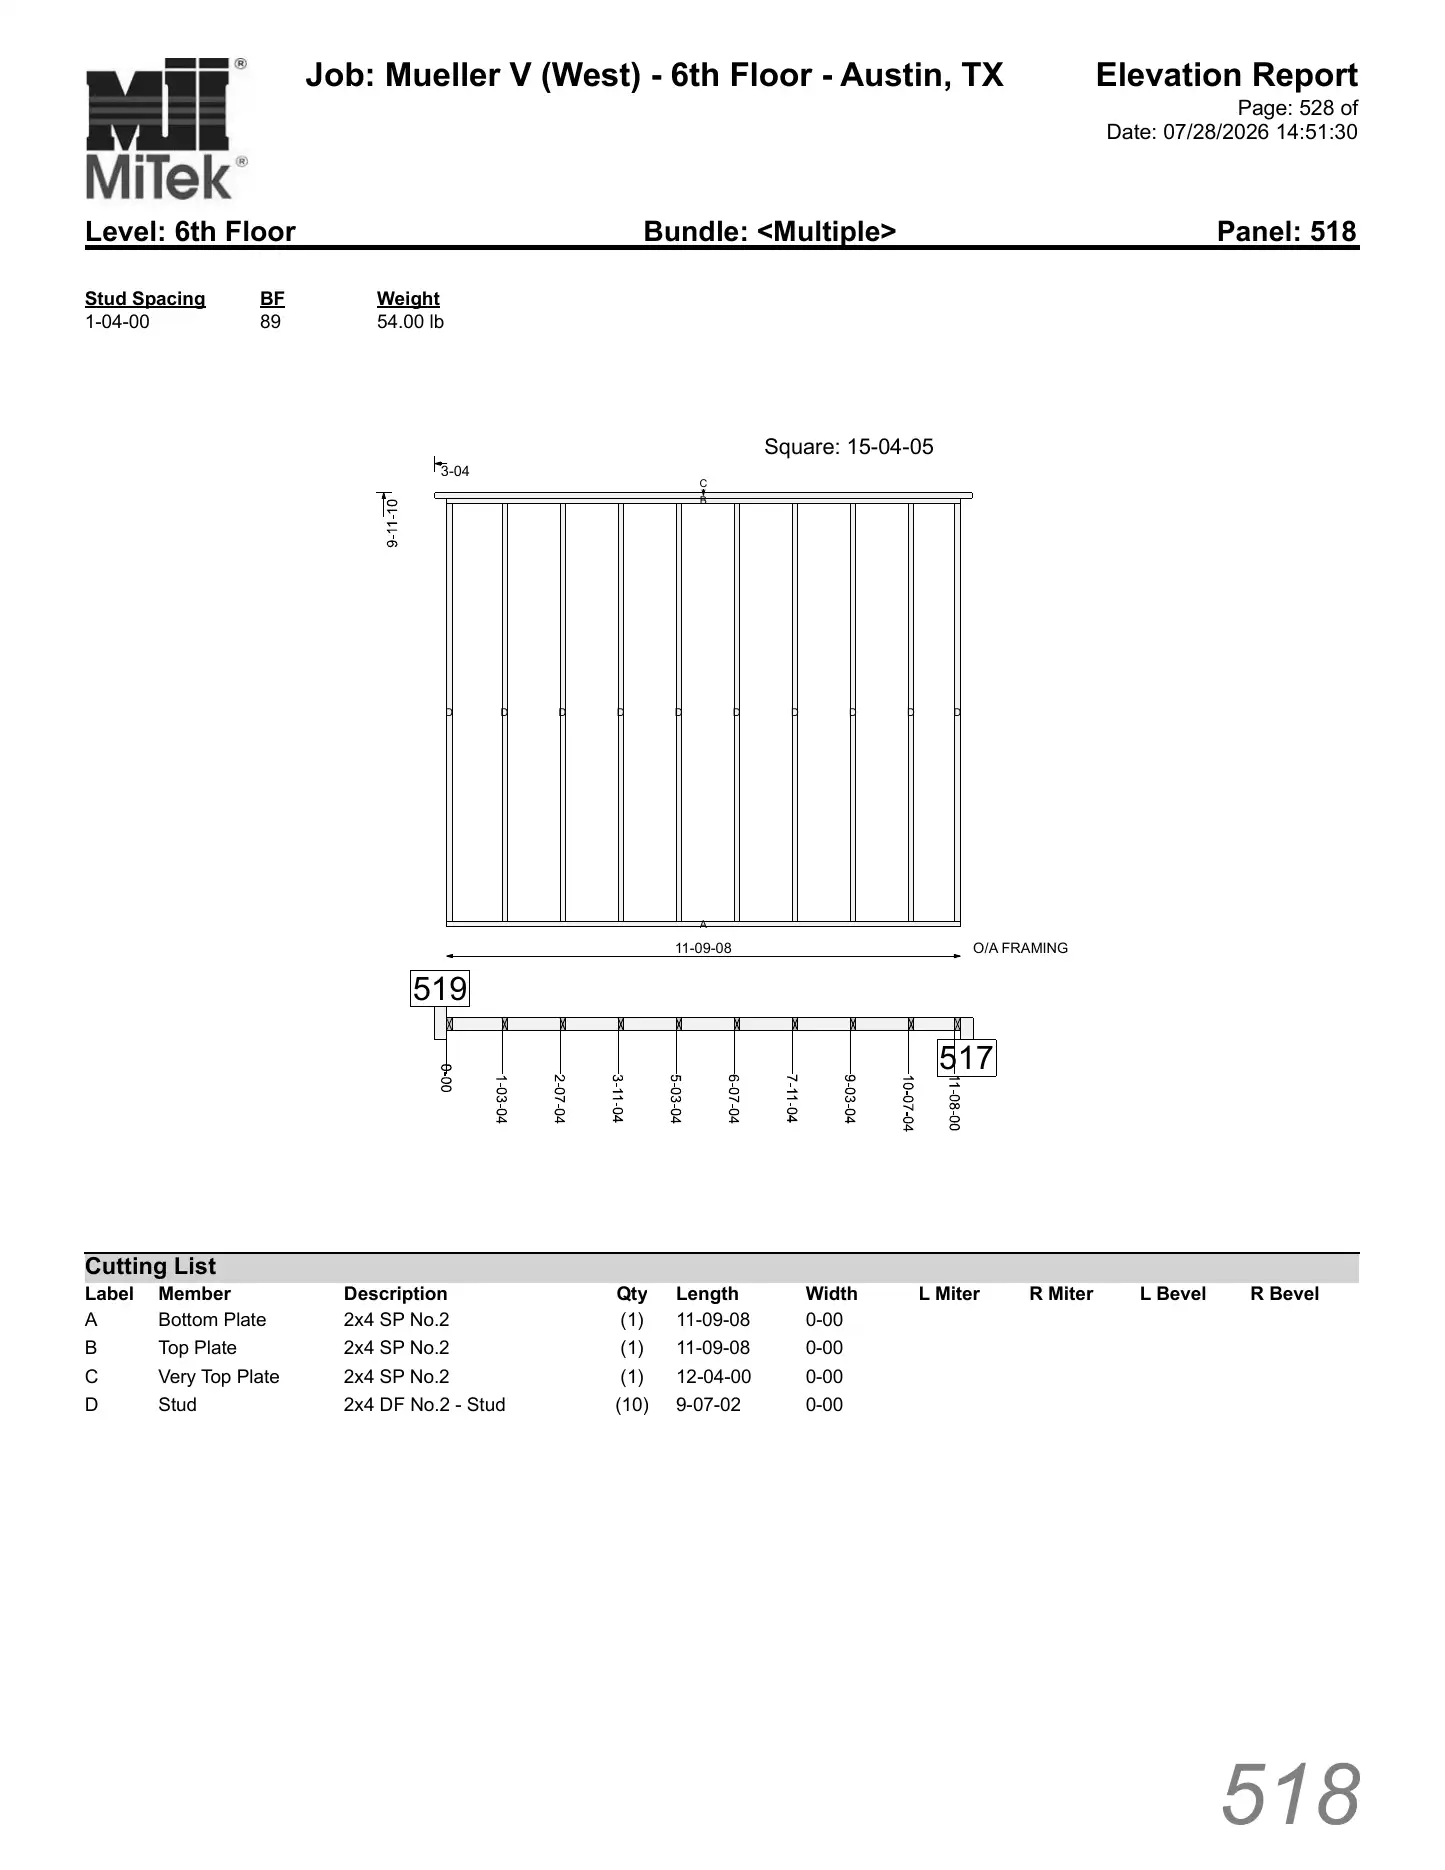 Job: Mueller V (West) - 6th Floor - Austin, TX
Elevation Report
Page: 528 of
Date: 07/28/2026 14:51:30
MiTek®
Level: 6th Floor Bundle: <Multiple> Panel: 518
Stud Spacing BF Weight
1-04-00 89 54.00 lb
Square: 15-04-05
3-04
C
B
9-11-10
D D D D D D D D D D
A
11-09-08 O/A FRAMING
519
517
0-00 1-03-04 2-07-04 3-11-04 5-03-04 6-07-04 7-11-04 9-03-04 10-07-04 11-08-00
Cutting List
Label Member Description Qty Length Width L Miter R Miter L Bevel R Bevel
A Bottom Plate 2x4 SP No.2 (1) 11-09-08 0-00
B Top Plate 2x4 SP No.2 (1) 11-09-08 0-00
C Very Top Plate 2x4 SP No.2 (1) 12-04-00 0-00
D Stud 2x4 DF No.2 - Stud (10) 9-07-02 0-00
518